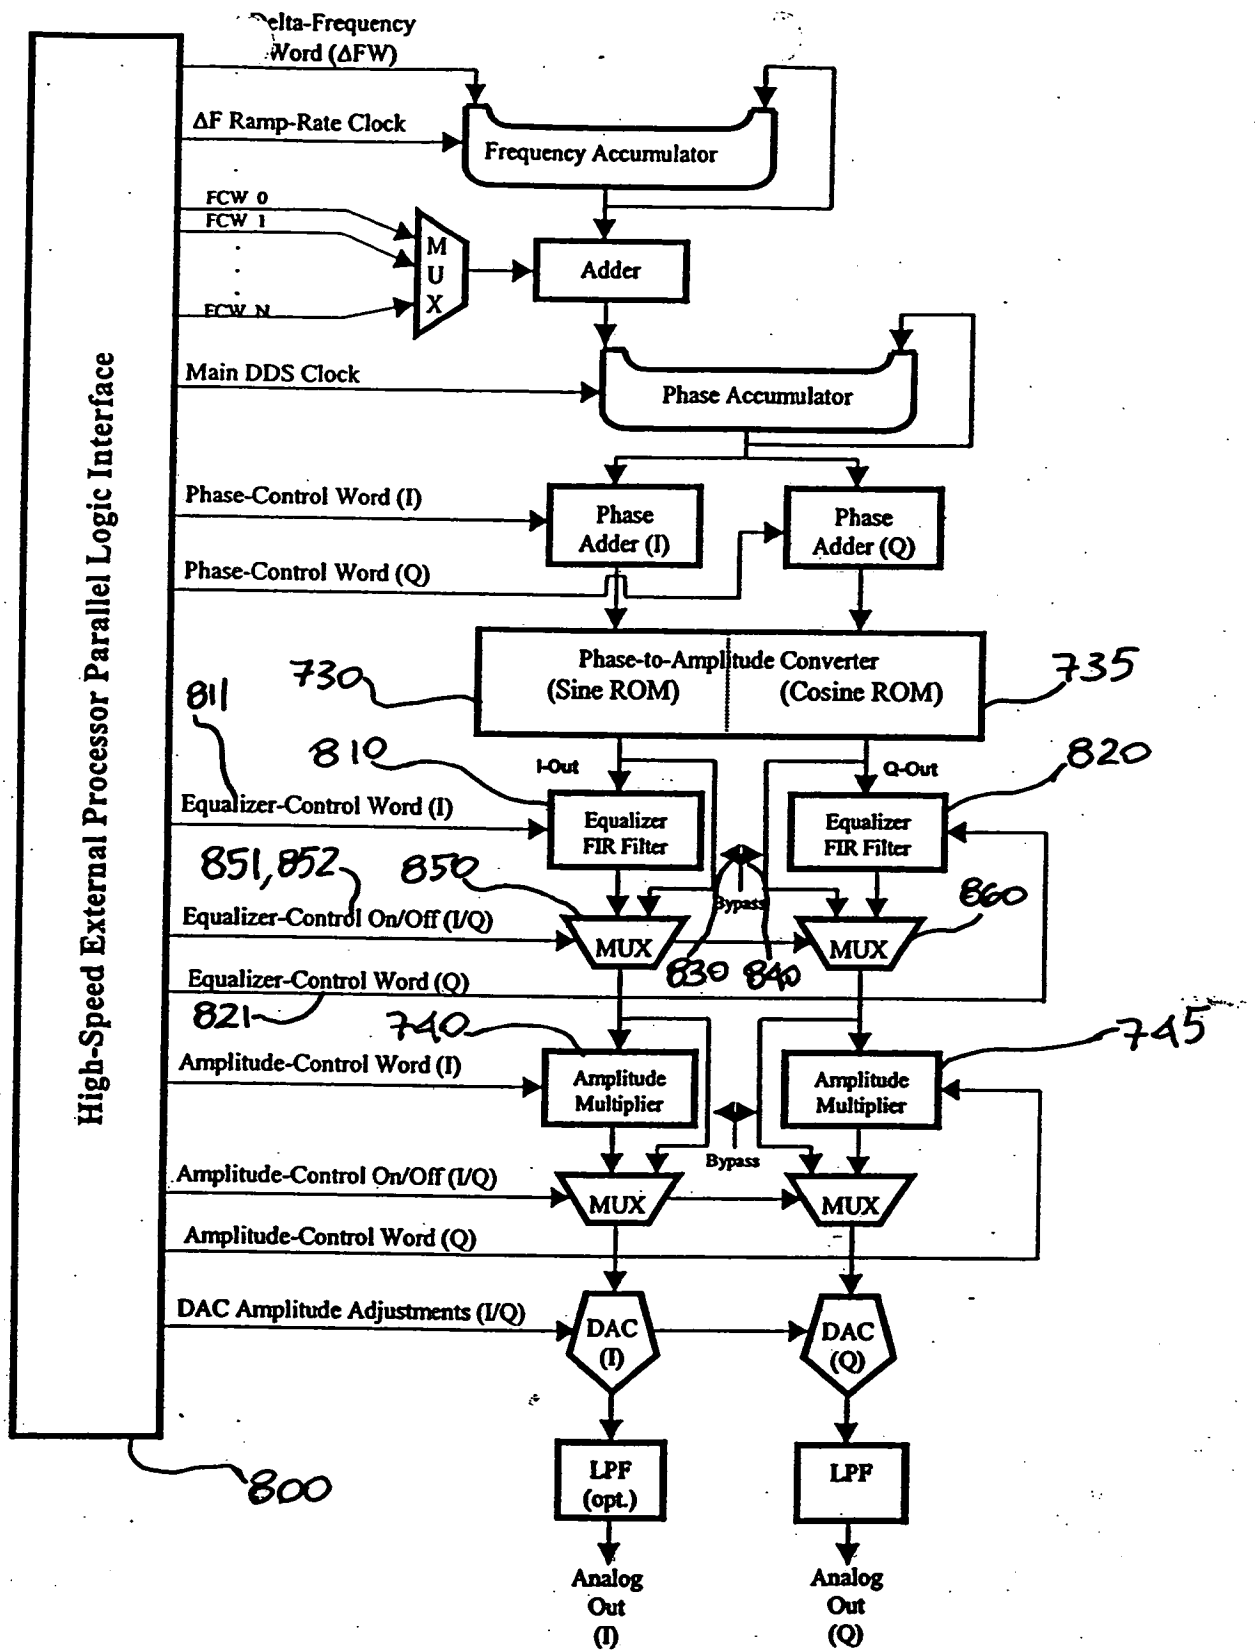 Delta-Frequency
Word (ΔFW)
ΔF Ramp-Rate Clock
Frequency Accumulator
FCW 0
FCW 1
FCW N
MUX
Adder
Main DDS Clock
Phase Accumulator
High-Speed External Processor Parallel Logic Interface
Phase-Control Word (I)
Phase
Adder (I)
Phase
Adder (Q)
Phase-Control Word (Q)
Phase-to-Amplitude Converter
(Sine ROM)
(Cosine ROM)
730
735
811
810
820
I-Out
Q-Out
Equalizer-Control Word (I)
Equalizer
FIR Filter
Equalizer
FIR Filter
851, 852
850
860
Bypass
Equalizer-Control On/Off (I/Q)
MUX
MUX
830
840
Equalizer-Control Word (Q)
821
740
745
Amplitude-Control Word (I)
Amplitude
Multiplier
Amplitude
Multiplier
Bypass
Amplitude-Control On/Off (I/Q)
MUX
MUX
Amplitude-Control Word (Q)
DAC Amplitude Adjustments (I/Q)
DAC
(I)
DAC
(Q)
800
LPF
(opt.)
LPF
Analog
Out
(I)
Analog
Out
(Q)